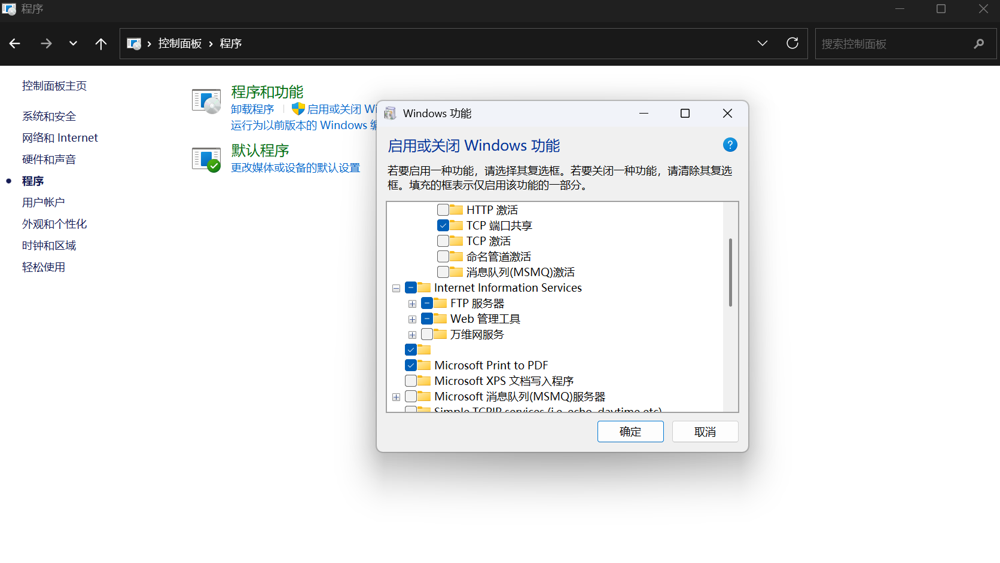 程序
控制面板 程序
搜索控制面板
控制面板主页
系统和安全
网络和 Internet
硬件和声音
程序
用户帐户
外观和个性化
时钟和区域
轻松使用
程序和功能
卸载程序 启用或关闭 Wi
运行为以前版本的 Windows
默认程序
更改媒体或设备的默认设置
Windows 功能
启用或关闭 Windows 功能
若要启用一种功能，请选择其复选框。若要关闭一种功能，请清除其复选
框。填充的框表示仅启用该功能的一部分。
HTTP 激活
TCP 端口共享
TCP 激活
命名管道激活
消息队列(MSMQ)激活
Internet Information Services
FTP 服务器
Web 管理工具
万维网服务
Microsoft Print to PDF
Microsoft XPS 文档写入程序
Microsoft 消息队列(MSMQ)服务器
Simple TCPIP services (i.e. echo, daytime etc)
确定
取消